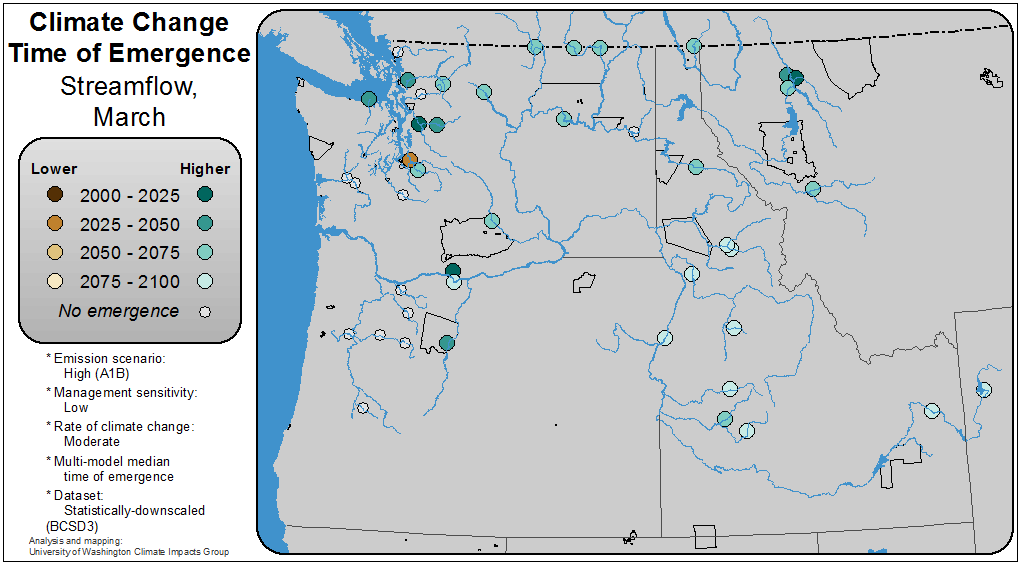 Climate Change
Time of Emergence
Streamflow,
March
Lower Higher
2000 - 2025
2025 - 2050
2050 - 2075
2075 - 2100
No emergence
* Emission scenario:
High (A1B)
* Management sensitivity:
Low
* Rate of climate change:
Moderate
* Multi-model median
time of emergence
* Dataset:
Statistically-downscaled
(BCSD3)
Analysis and mapping:
University of Washington Climate Impacts Group